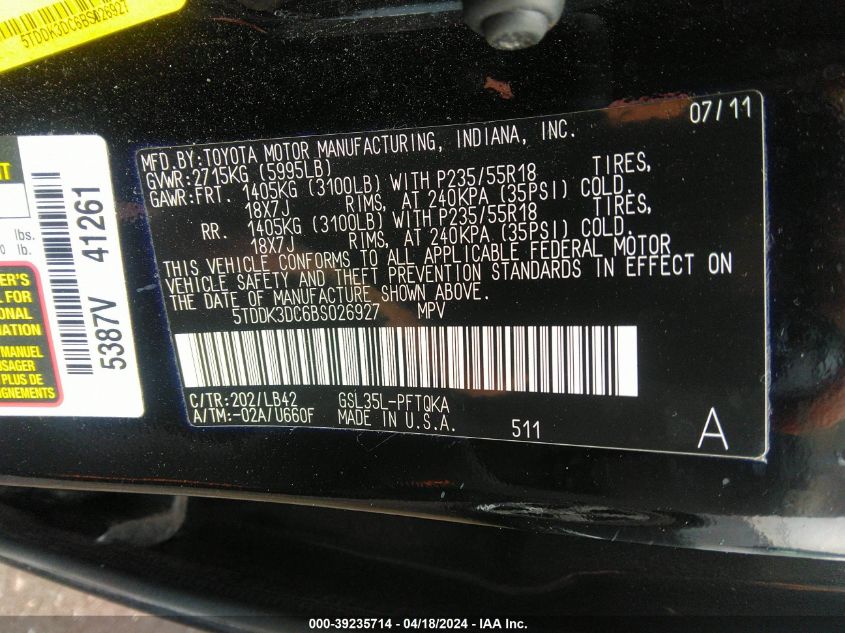 5TDDK3DC6BS026927
07/11
MFD.BY:TOYOTA MOTOR MANUFACTURING, INDIANA, INC.
GVWR:2715KG (5995LB)
GAWR:FRT. 1405KG (3100LB) WITH P235/55R18 TIRES,
18X7J RIMS, AT 240KPA (35PSI) COLD.
RR. 1405KG (3100LB) WITH P235/55R18 TIRES,
18X7J RIMS, AT 240KPA (35PSI) COLD.
THIS VEHICLE CONFORMS TO ALL APPLICABLE FEDERAL MOTOR
VEHICLE SAFETY AND THEFT PREVENTION STANDARDS IN EFFECT ON
THE DATE OF MANUFACTURE SHOWN ABOVE.
5TDDK3DC6BS026927 MPV
C/TR:202/LB42 GSL35L-PFTQKA
A/TM:-02A/U660F MADE IN U.S.A.
511
A
lbs.
lb.
5387V 41261
FOR
MANUEL
000-39235714 - 04/18/2024 - IAA Inc.